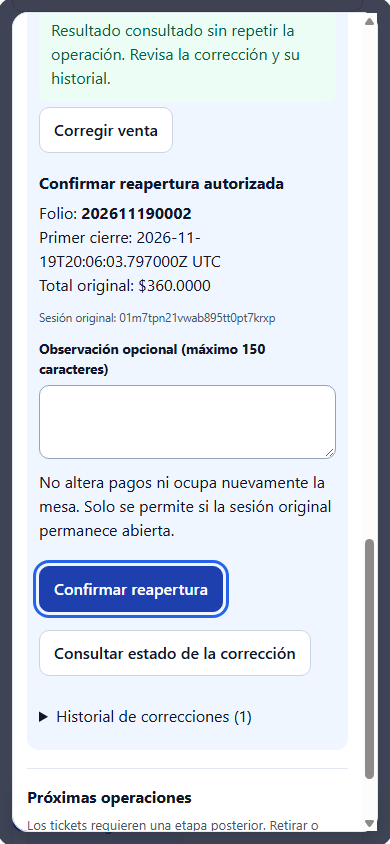 Resultado consultado sin repetir la
operación. Revisa la corrección y su
historial.
Corregir venta
Confirmar reapertura autorizada
Folio: 202611190002
Primer cierre: 2026-11-
19T20:06:03.797000Z UTC
Total original: $360.0000
Sesión original: 01m7tpn21vwab895tt0pt7krxp
Observación opcional (máximo 150
caracteres)
No altera pagos ni ocupa nuevamente la
mesa. Solo se permite si la sesión original
permanece abierta.
Confirmar reapertura
Consultar estado de la corrección
Historial de correcciones (1)
Próximas operaciones
Los tickets requieren una etapa posterior. Retirar o